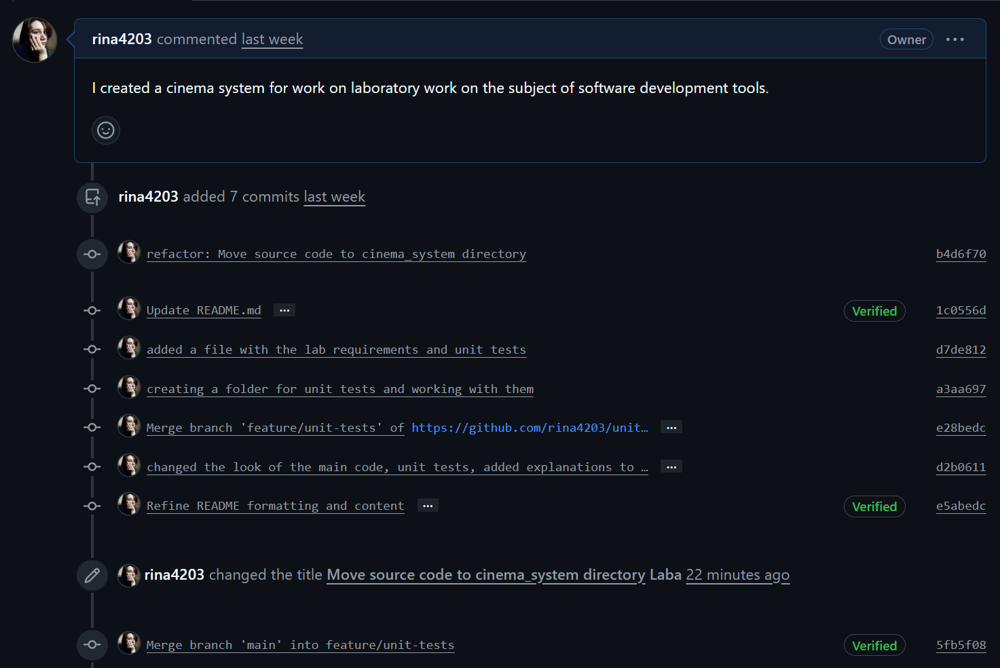 rina4203 commented last week
Owner
I created a cinema system for work on laboratory work on the subject of software development tools.
rina4203 added 7 commits last week
refactor: Move source code to cinema_system directory b4d6f70
Update README.md ... Verified 1c0556d
added a file with the lab requirements and unit tests d7de812
creating a folder for unit tests and working with them a3aa697
Merge branch 'feature/unit-tests' of https://github.com/rina4203/unit… ... e28bedc
changed the look of the main code, unit tests, added explanations to … ... d2b0611
Refine README formatting and content ... Verified e5abedc
rina4203 changed the title Move source code to cinema_system directory Laba 22 minutes ago
Merge branch 'main' into feature/unit-tests Verified 5fb5f08